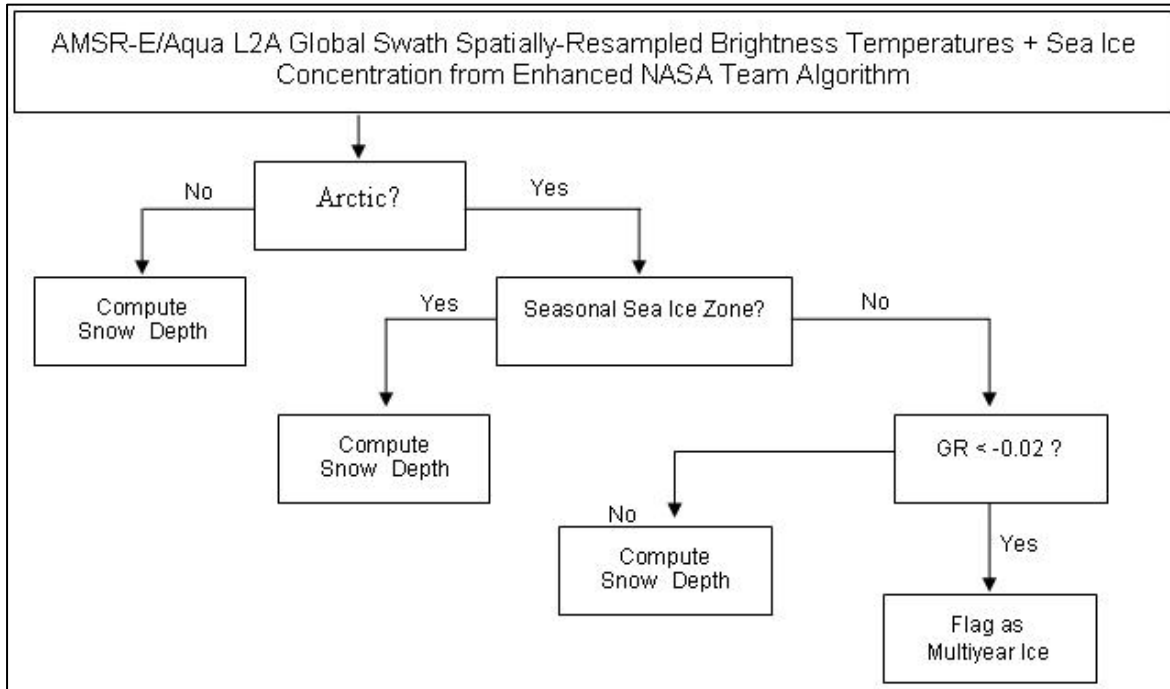 AMSR-E/Aqua L2A Global Swath Spatially-Resampled Brightness Temperatures + Sea Ice
Concentration from Enhanced NASA Team Algorithm
No
Arctic?
Yes
Compute
Snow Depth
Yes
Seasonal Sea Ice Zone?
No
Compute
Snow Depth
GR < -0.02 ?
No
Compute
Snow Depth
Yes
Flag as
Multiyear Ice